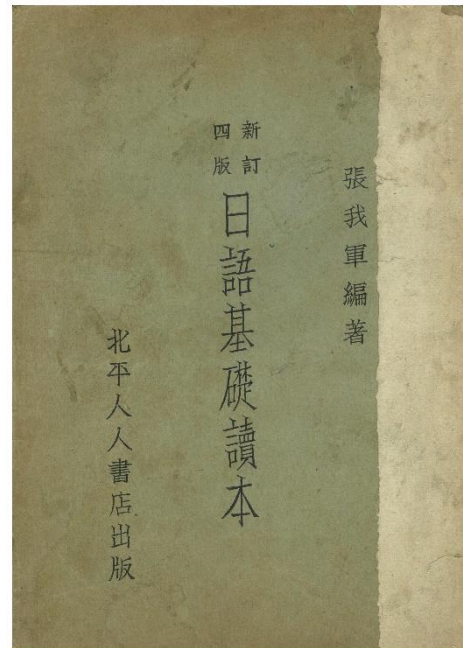 張我軍編著
新訂
四版
日語基礎讀本
北平人人書店出版